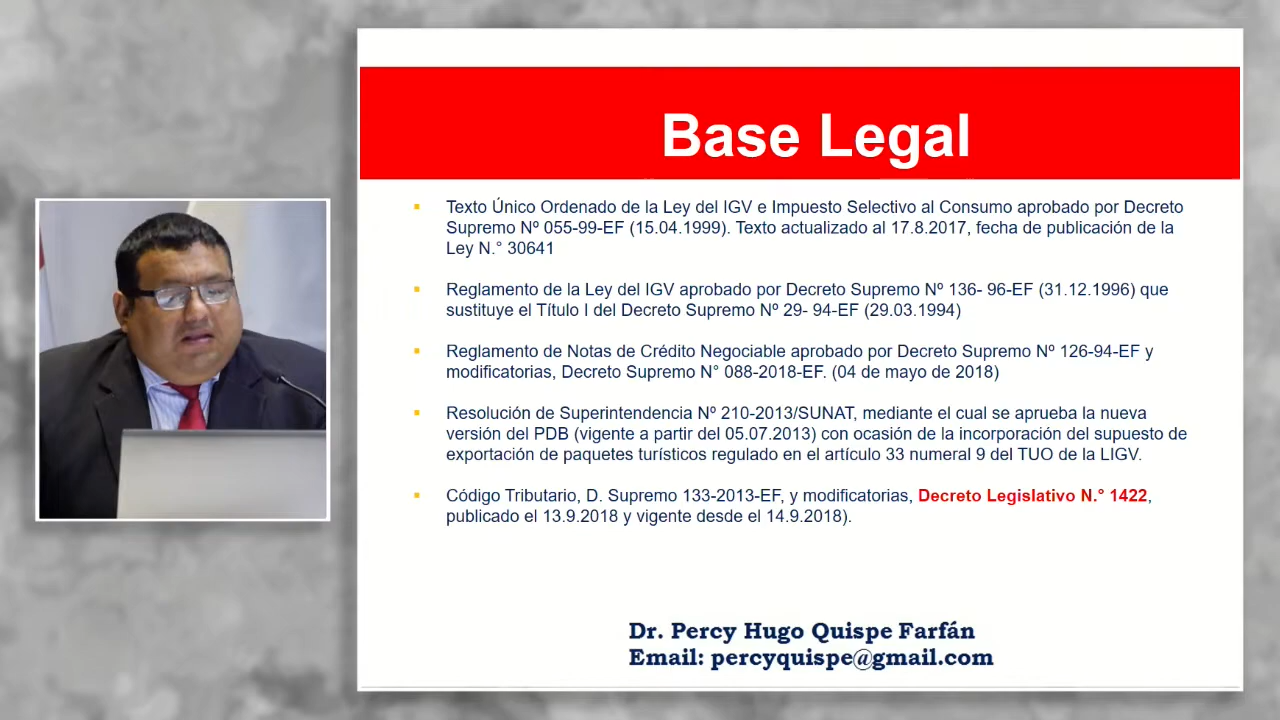 Base Legal
Texto Único Ordenado de la Ley del IGV e Impuesto Selectivo al Consumo aprobado por Decreto
Supremo Nº 055-99-EF (15.04.1999). Texto actualizado al 17.8.2017, fecha de publicación de la
Ley N.° 30641
Reglamento de la Ley del IGV aprobado por Decreto Supremo Nº 136- 96-EF (31.12.1996) que
sustituye el Título I del Decreto Supremo Nº 29- 94-EF (29.03.1994)
Reglamento de Notas de Crédito Negociable aprobado por Decreto Supremo Nº 126-94-EF y
modificatorias, Decreto Supremo N° 088-2018-EF. (04 de mayo de 2018)
Resolución de Superintendencia Nº 210-2013/SUNAT, mediante el cual se aprueba la nueva
versión del PDB (vigente a partir del 05.07.2013) con ocasión de la incorporación del supuesto de
exportación de paquetes turísticos regulado en el artículo 33 numeral 9 del TUO de la LIGV.
Código Tributario, D. Supremo 133-2013-EF, y modificatorias, Decreto Legislativo N.° 1422,
publicado el 13.9.2018 y vigente desde el 14.9.2018).
Dr. Percy Hugo Quispe Farfán
Email: percyquispe@gmail.com